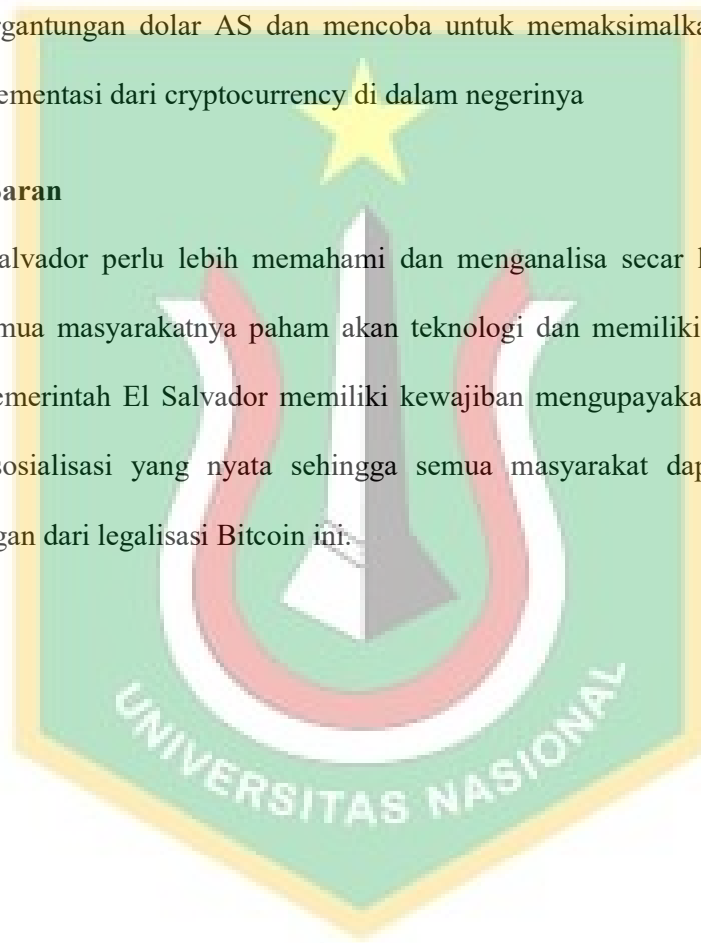 rgantungan dolar AS dan mencoba untuk memaksimalka
ementasi dari cryptocurrency di dalam negerinya
Saran
alvador perlu lebih memahami dan menganalisa secar
mua masyarakatnya paham akan teknologi dan memiliki
emerintah El Salvador memiliki kewajiban mengupayaka
sosialisasi yang nyata sehingga semua masyarakat dap
gan dari legalisasi Bitcoin ini.
UNIVERSITAS NASIONAL